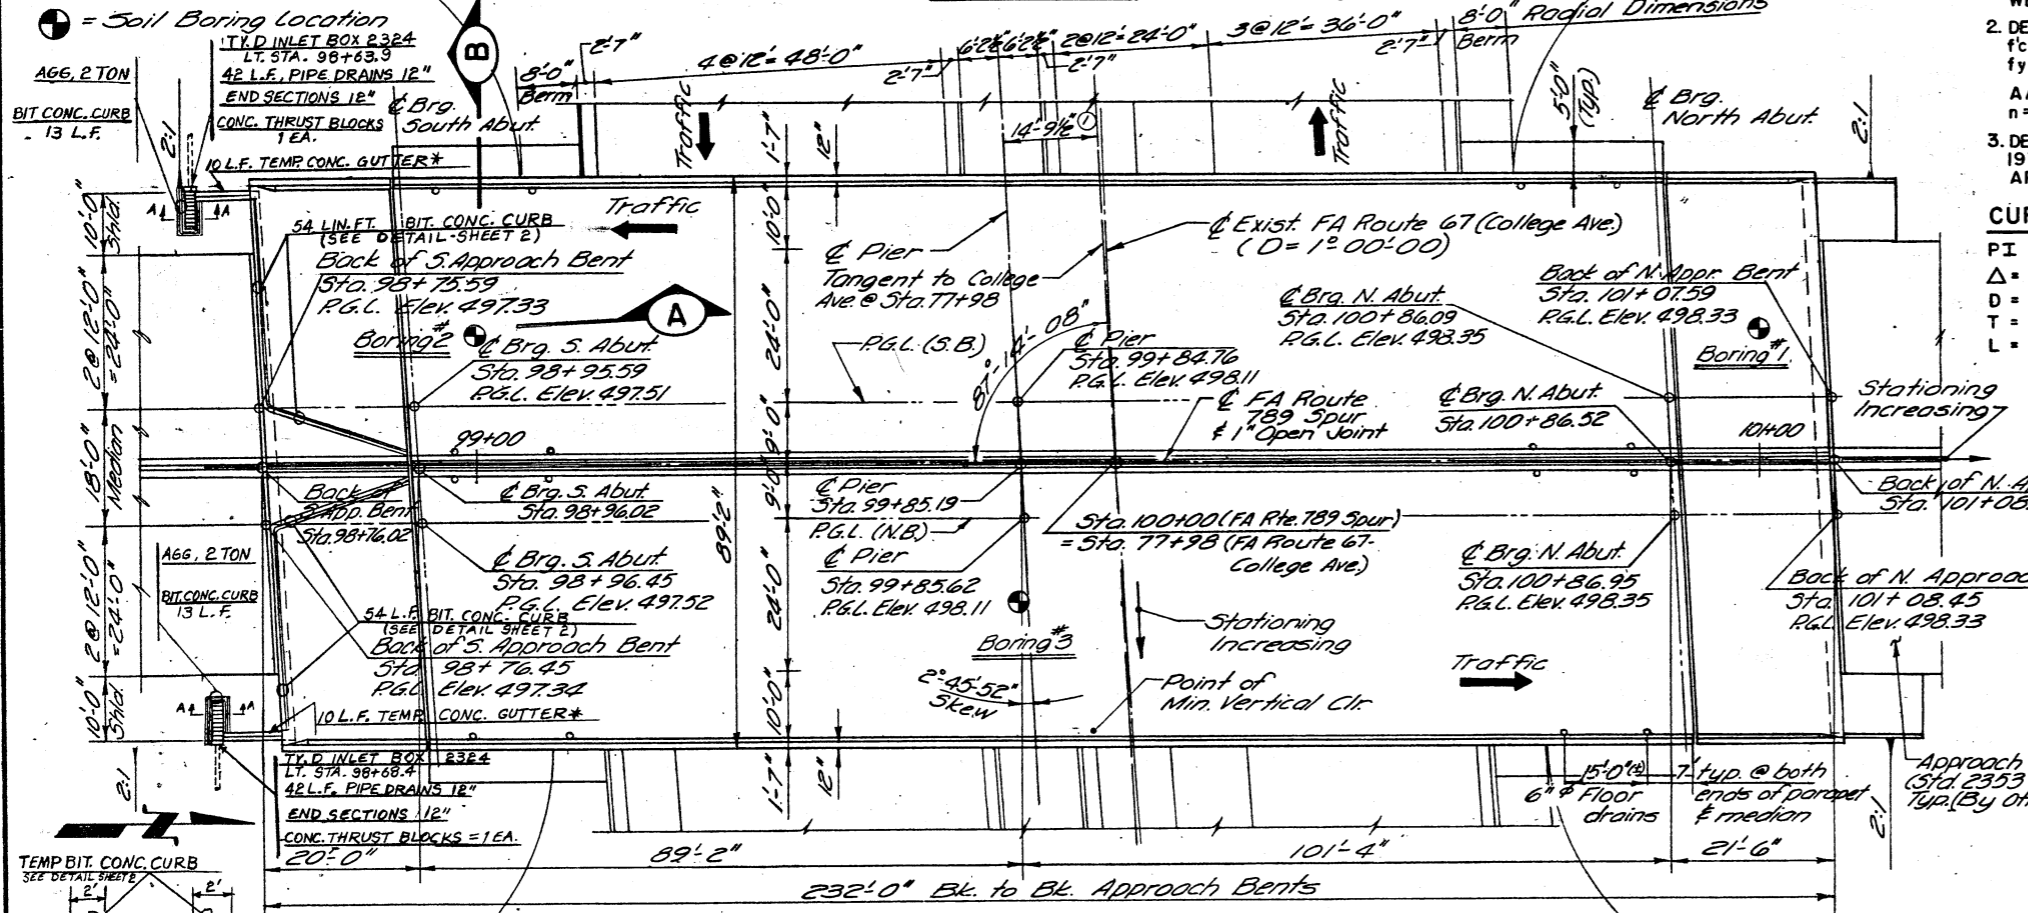 = Soil Boring Location
TY. D INLET BOX 2324
LT. STA. 98+63.9
42 L.F. PIPE DRAINS 12"
END SECTIONS 12"
CONC. THRUST BLOCKS
1 EA.
10 L.F. TEMP. CONC. GUTTER*
AGG, 2 TON
BIT CONC. CURB
13 L.F.
2:1
B
8'-0"
Berm
2'-7"
4@12'=48'-0"
2'-7"
6'-2½"
6'-2½"
2@12'=24'-0"
2'-7"
3@12'=36'-0"
2'-7"
8'-0"
Berm
Radial Dimensions
℄ Brg.
South Abut.
Traffic
1'-7"
12"
14'-9½"
Traffic
5'-0"
(Typ.)
℄ Brg.
North Abut.
2:1
2. DE
f'c
fy
n=
3. DE
19
PI
Δ=
D =
T =
L =
10'-0"
Shld.
A
A
54 LIN. FT. BIT. CONC. CURB
(SEE DETAIL-SHEET 2)
Traffic
Back of S. Approach Bent
Sta. 98+75.59
P.G.L. Elev. 497.33
10'-0"
℄ Pier
Tangent to College
Ave. @ Sta. 77+98
℄ Exist. FA Route 67 (College Ave.)
(D= 1°00'-00)
Back of N. Appr. Bent
Sta. 101+07.59
P.G.L. Elev. 498.33
℄ Brg. N. Abut.
Sta. 100+86.09
P.G.L. Elev. 498.35
A
2@12'-0"
=24'-0"
24'-0"
Boring #2
℄ Brg. S. Abut.
Sta. 98+95.59
P.G.L. Elev. 497.51
P.G.L. (S.B.)
87°-14'-08"
℄ Pier
Sta. 99+84.76
P.G.L. Elev. 498.11
Boring #1
℄ FA Route
789 Spur
& 1" Open Joint
℄ Brg. N. Abut.
Sta. 100+86.52
Stationing
Increasing
18'-0"
Median
99+00
9'-0"
101+00
9'-0"
89'-2"
Back of
S. App. Bent
Sta. 98+76.02
℄ Brg. S. Abut.
Sta. 98+96.02
℄ Pier
Sta. 99+85.19
P.G.L. (N.B.)
Sta. 100+00 (FA Rte. 789 Spur)
= Sta. 77+98 (FA Route 67-
College Ave.)
Back of N. A
Sta. 101+08.
℄ Brg. S. Abut.
Sta. 98+96.45
P.G.L. Elev. 497.52
℄ Pier
Sta. 99+85.62
P.G.L. Elev. 498.11
℄ Brg. N. Abut.
Sta. 100+86.95
P.G.L. Elev. 498.35
Back of N. Approac
Sta. 101+08.45
P.G.L. Elev. 498.33
2@12'-0"
=24'-0"
24'-0"
AGG, 2 TON
BIT. CONC. CURB
13 L.F.
54 L.F. BIT. CONC. CURB
(SEE DETAIL SHEET 2)
Back of S. Approach Bent
Sta. 98+76.45
P.G.L. Elev. 497.34
Boring #3
Stationing
Increasing
Traffic
10'-0"
Shld.
A
A
10 L.F. TEMP. CONC. GUTTER*
10'-0"
2°-45'-52"
Skew
Point of
Min. Vertical Clr.
TY. D INLET BOX 2324
LT. STA. 98+68.4
42 L.F. PIPE DRAINS 12"
END SECTIONS 12"
CONC. THRUST BLOCKS = 1 EA.
2:1
1'-7"
12"
6" φ Floor
drains
15'-0"(±)
7' typ. @ both
ends of parapet
& median
2:1
Approach
(Std. 2353
Typ. (By Ot
TEMP BIT. CONC. CURB
SEE DETAIL SHEET 2
2'
2'
20'-0"
89'-2"
101'-4"
21'-6"
232'-0" Bk. to Bk. Approach Bents